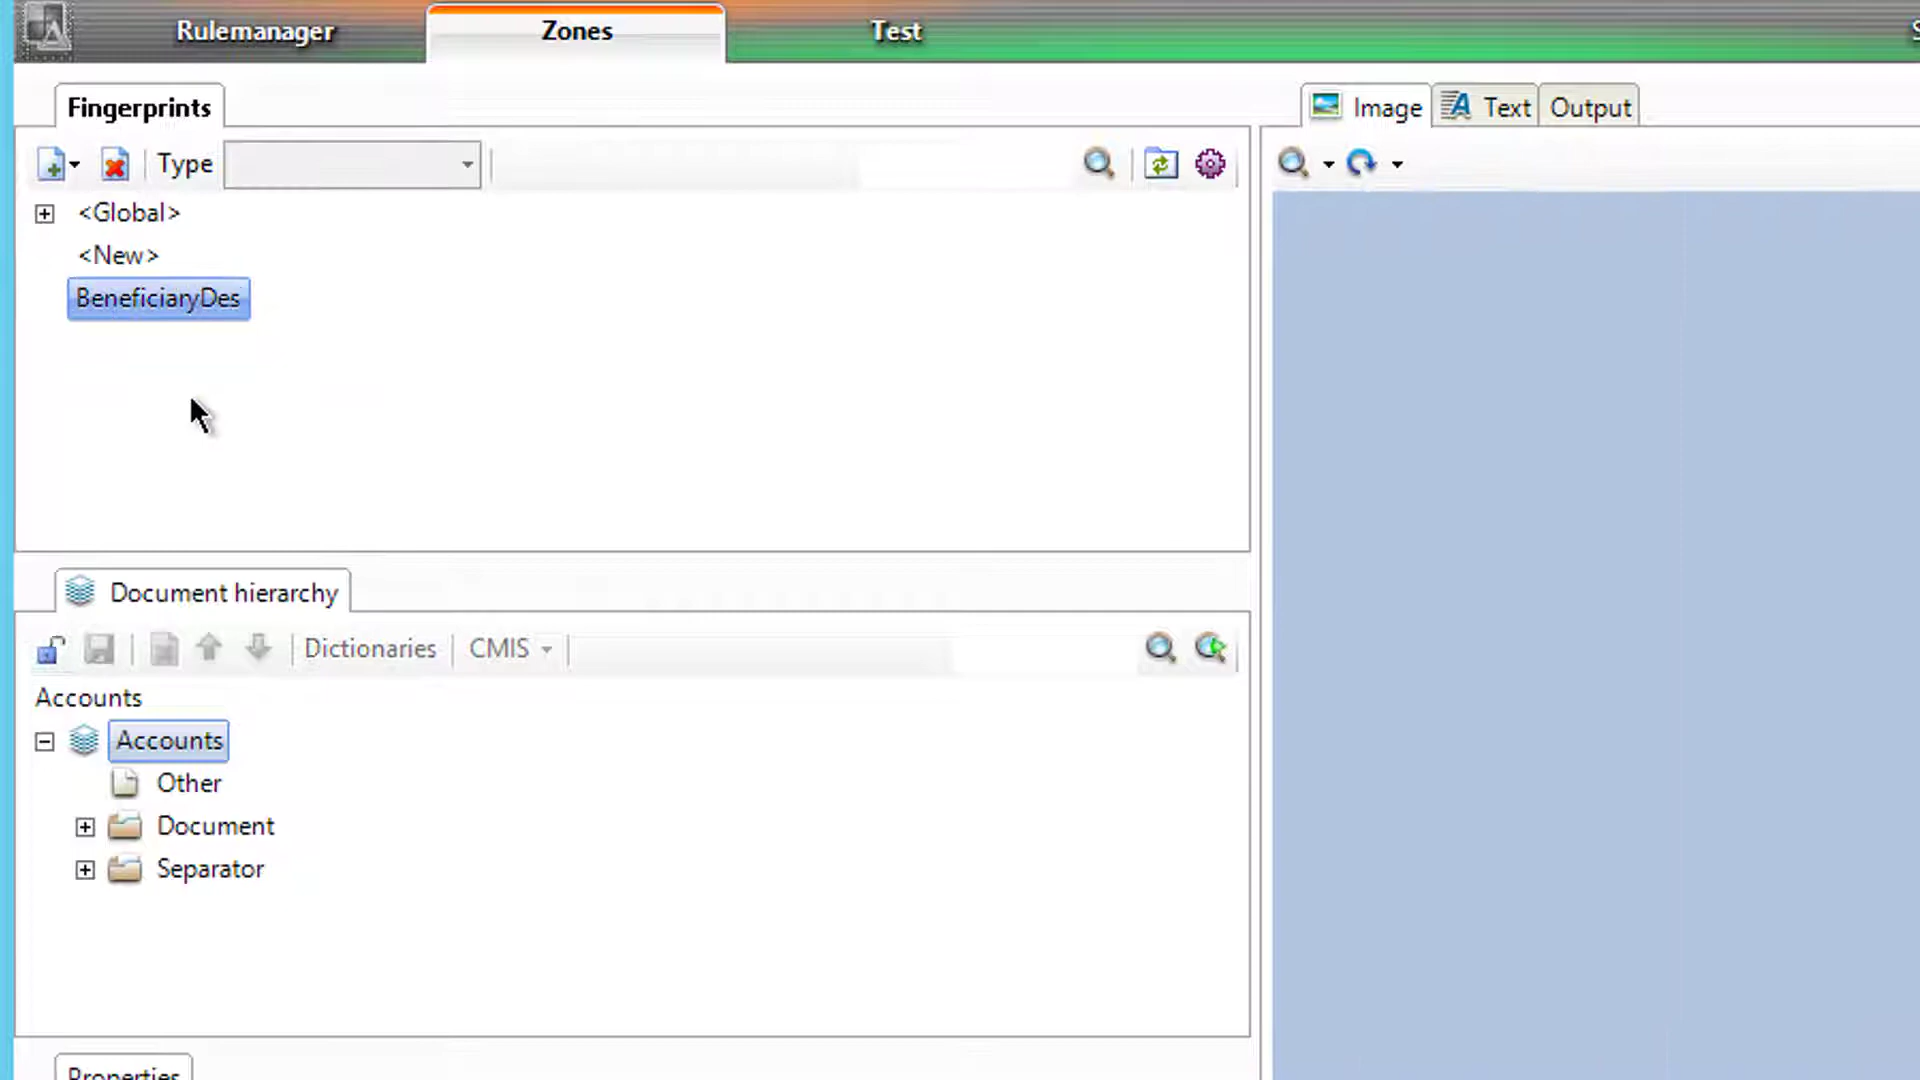 Rulemanager Zones Test
Fingerprints
Image Text Output
Type
<Global>
<New>
BeneficiaryDes
Document hierarchy
Dictionaries CMIS
Accounts
Accounts
Other
Document
Separator
Properties